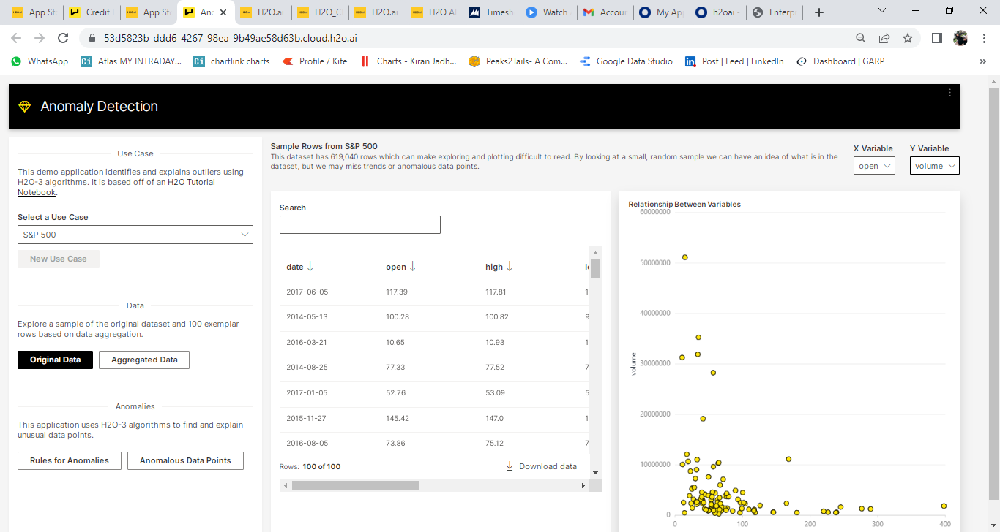 App St
Credit
App St
Ano
H2O.ai
H2O_C
H2O.ai
H2O AI
Timesh
Watch
Accour
My Ap
h2oai -
Enterp
53d5823b-ddd6-4267-98ea-9b49ae58d63b.cloud.h2o.ai
WhatsApp
Atlas MY INTRADAY...
chartlink charts
Profile / Kite
Charts - Kiran Jadh...
Peaks2Tails- A Com...
Google Data Studio
Post | Feed | LinkedIn
Dashboard | GARP
Anomaly Detection
Use Case
This demo application identifies and explains outliers using
H2O-3 algorithms. It is based off of an H2O Tutorial
Notebook.
Select a Use Case
S&P 500
New Use Case
Data
Explore a sample of the original dataset and 100 exemplar
rows based on data aggregation.
Original Data
Aggregated Data
Anomalies
This application uses H2O-3 algorithms to find and explain
unusual data points.
Rules for Anomalies
Anomalous Data Points
Sample Rows from S&P 500
This dataset has 619,040 rows which can make exploring and plotting difficult to read. By looking at a small, random sample we can have an idea of what is in the
dataset, but we may miss trends or anomalous data points.
X Variable
open
Y Variable
volume
Search
date open high lo
2017-06-05 117.39 117.81 1
2014-05-13 100.28 100.82 9
2016-03-21 10.65 10.93 1
2014-08-25 77.33 77.52 7
2017-01-05 52.76 53.09 5
2015-11-27 145.42 147.0 1
2016-08-05 73.86 75.12 7
Rows: 100 of 100
Download data
Relationship Between Variables
60000000
50000000
40000000
30000000
20000000
10000000
0
volume
0 100 200 300 400